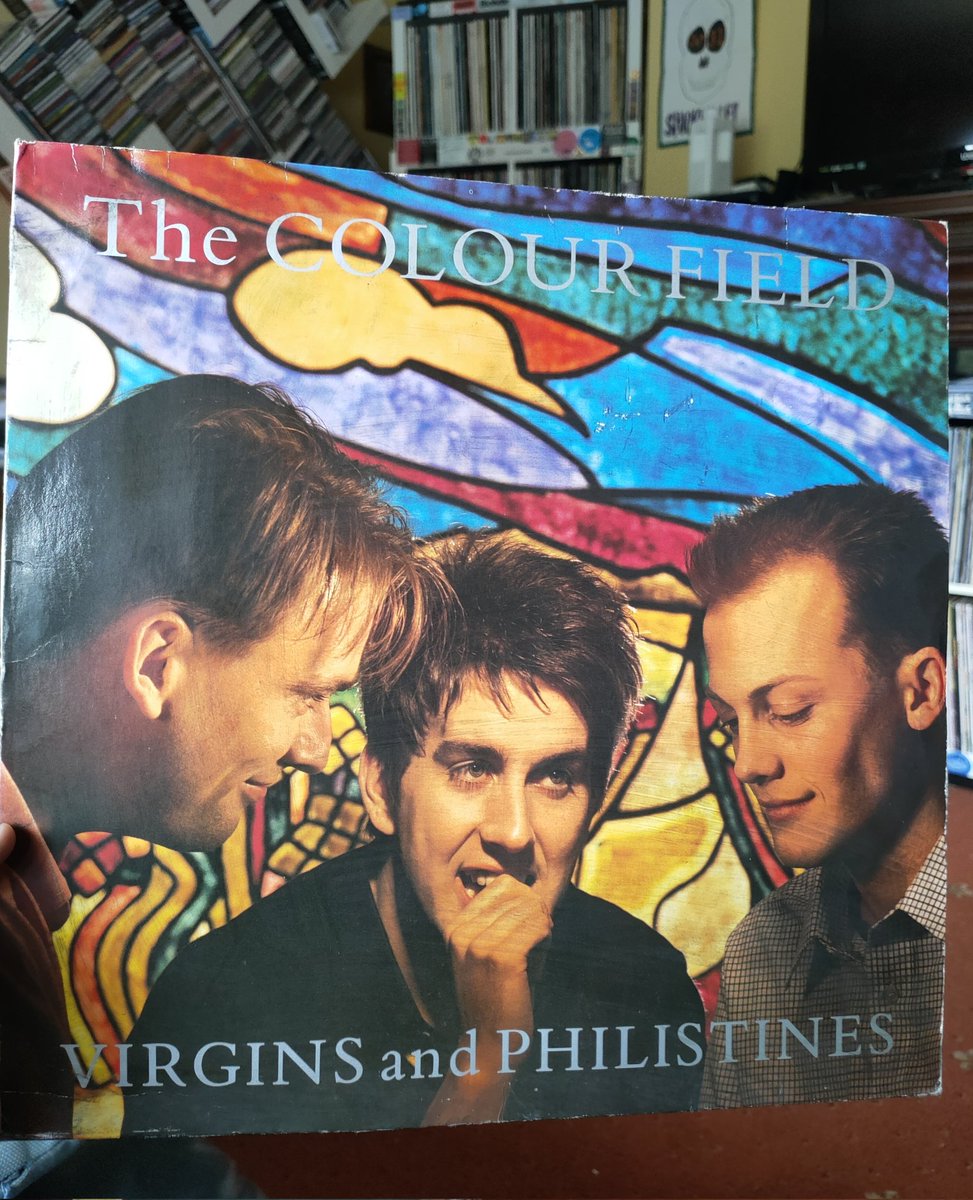 The COLOUR FIELD
VIRGINS and PHILISTINES